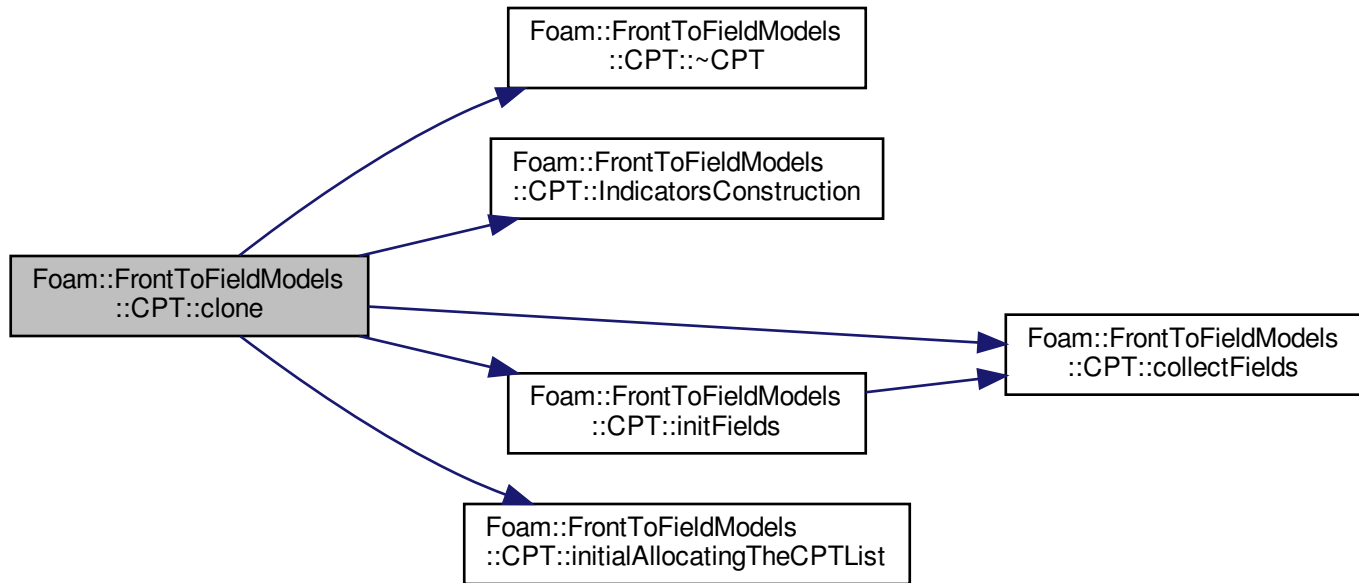 Foam::FrontToFieldModels
::CPT::~CPT
Foam::FrontToFieldModels
::CPT::IndicatorsConstruction
Foam::FrontToFieldModels
::CPT::clone
Foam::FrontToFieldModels
::CPT::collectFields
Foam::FrontToFieldModels
::CPT::initFields
Foam::FrontToFieldModels
::CPT::initialAllocatingTheCPTList